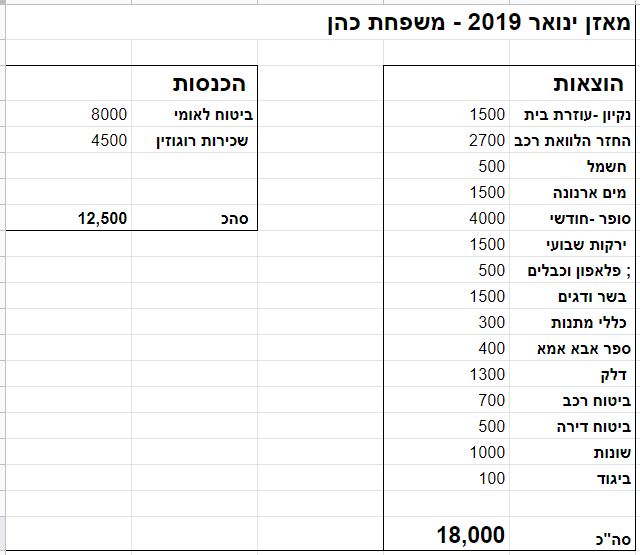 מאזן ינואר 2019 - משפחת כהן
הוצאות
נקיון -עוזרת בית 1500
החזר הלוואת רכב 2700
חשמל 500
מים ארנונה 1500
סופר -חודשי 4000
ירקות שבועי 1500
; פלאפון וכבלים 500
בשר ודגים 1500
כללי מתנות 300
ספר אבא אמא 400
דלק 1300
ביטוח רכב 700
ביטוח דירה 500
שונות 1000
ביגוד 100
סה"כ 18,000
הכנסות
ביטוח לאומי 8000
שכירות רוגוזין 4500
סהכ 12,500